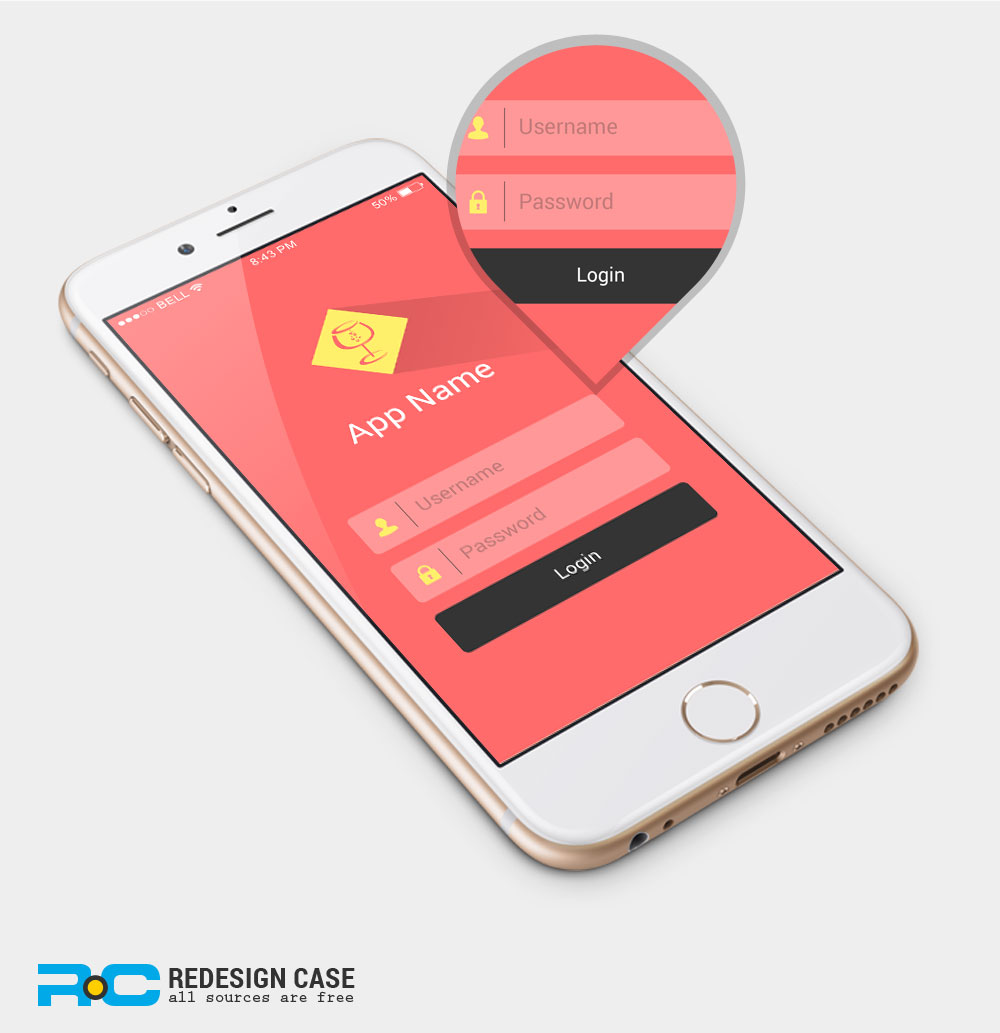 Username
Password
Login
50%
8:43 PM
BELL
App Name
Username
Password
Login
RC
REDESIGN CASE
all sources are free